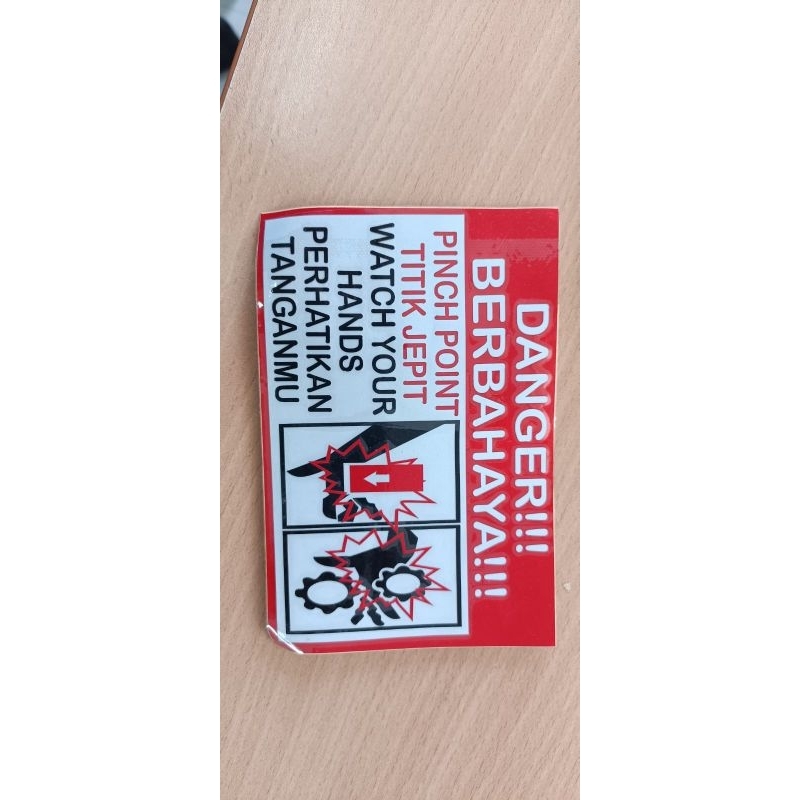 DANGER!!!
BERBAHAYA!!!
PINCH POINT
TITIK JEPIT
WATCH YOUR
HANDS
PERHATIKAN
TANGANMU